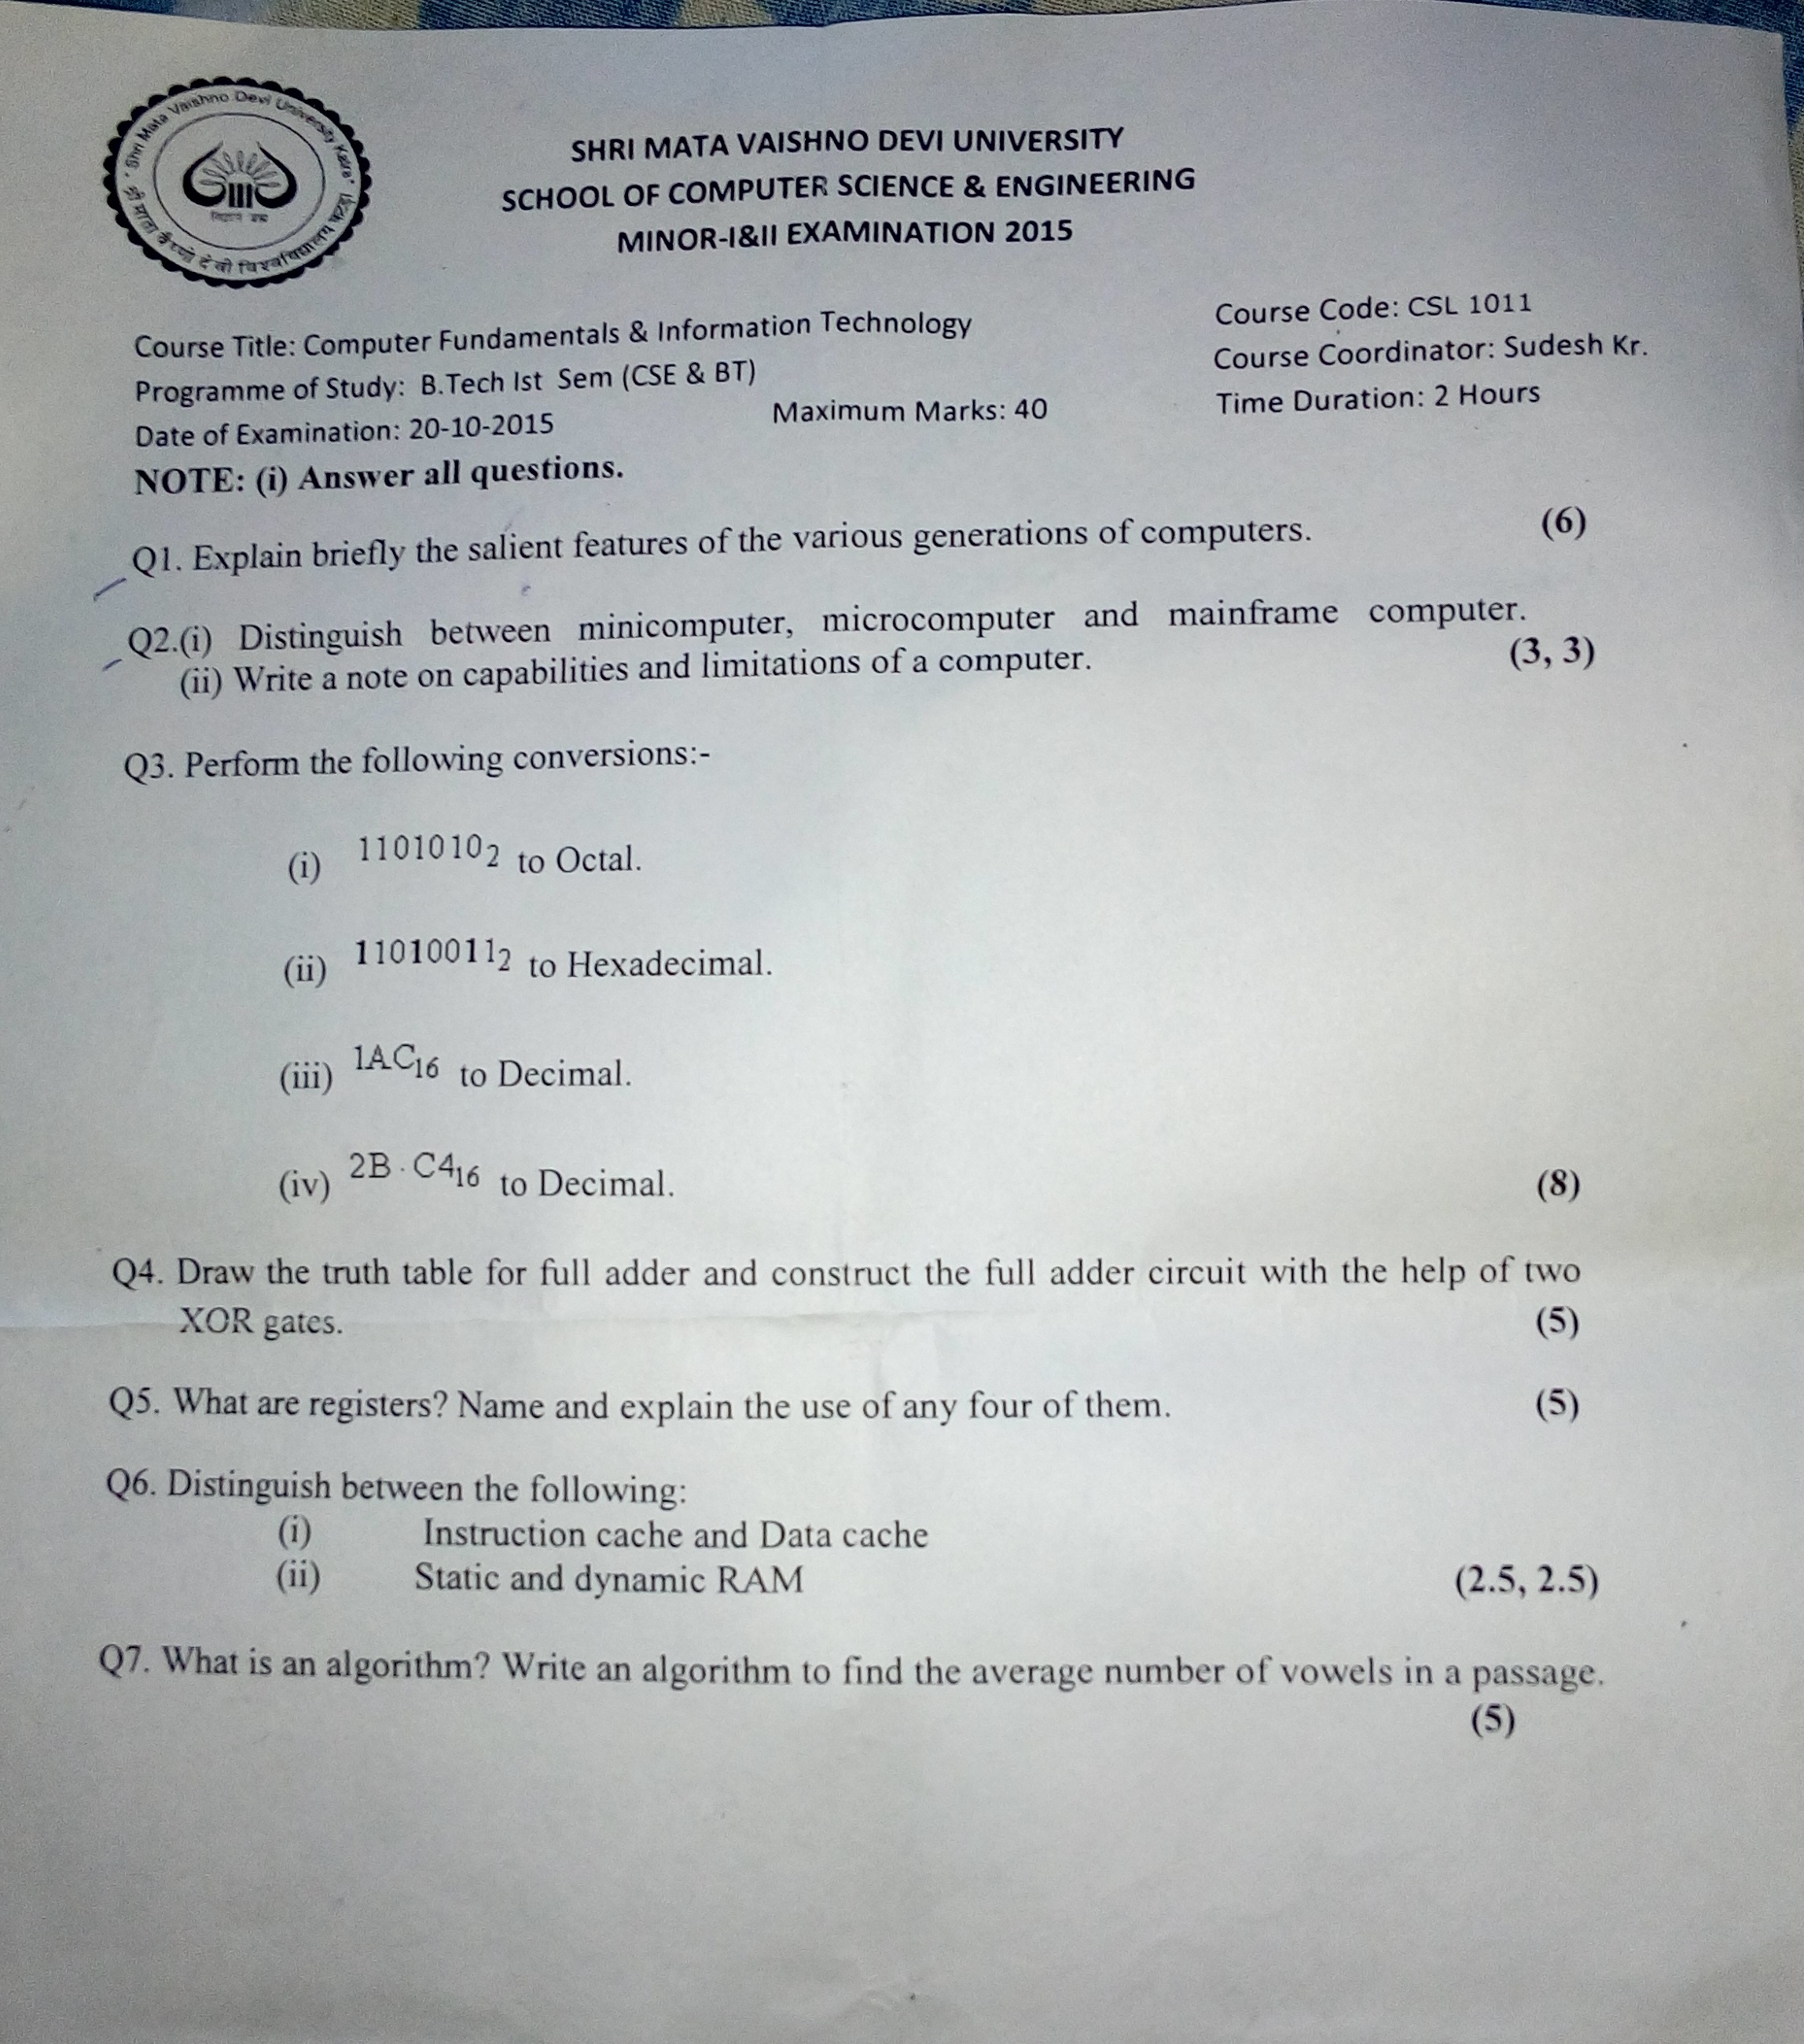 Shri Mata Vaishno Devi University Katra
श्री माता वैष्णो देवी विश्वविद्यालय कटरा
SHRI MATA VAISHNO DEVI UNIVERSITY
SCHOOL OF COMPUTER SCIENCE & ENGINEERING
MINOR-I&II EXAMINATION 2015
Course Title: Computer Fundamentals & Information Technology Course Code: CSL 1011
Programme of Study: B.Tech Ist Sem (CSE & BT) Course Coordinator: Sudesh Kr.
Date of Examination: 20-10-2015 Maximum Marks: 40 Time Duration: 2 Hours
NOTE: (i) Answer all questions.
Q1. Explain briefly the salient features of the various generations of computers. (6)
Q2.(i) Distinguish between minicomputer, microcomputer and mainframe computer.
(ii) Write a note on capabilities and limitations of a computer. (3, 3)
Q3. Perform the following conversions:-
(i) 1101010₂ to Octal.
(ii) 11010011₂ to Hexadecimal.
(iii) 1AC₁₆ to Decimal.
(iv) 2B.C4₁₆ to Decimal. (8)
Q4. Draw the truth table for full adder and construct the full adder circuit with the help of two
XOR gates. (5)
Q5. What are registers? Name and explain the use of any four of them. (5)
Q6. Distinguish between the following:
(i) Instruction cache and Data cache
(ii) Static and dynamic RAM (2.5, 2.5)
Q7. What is an algorithm? Write an algorithm to find the average number of vowels in a passage.
(5)